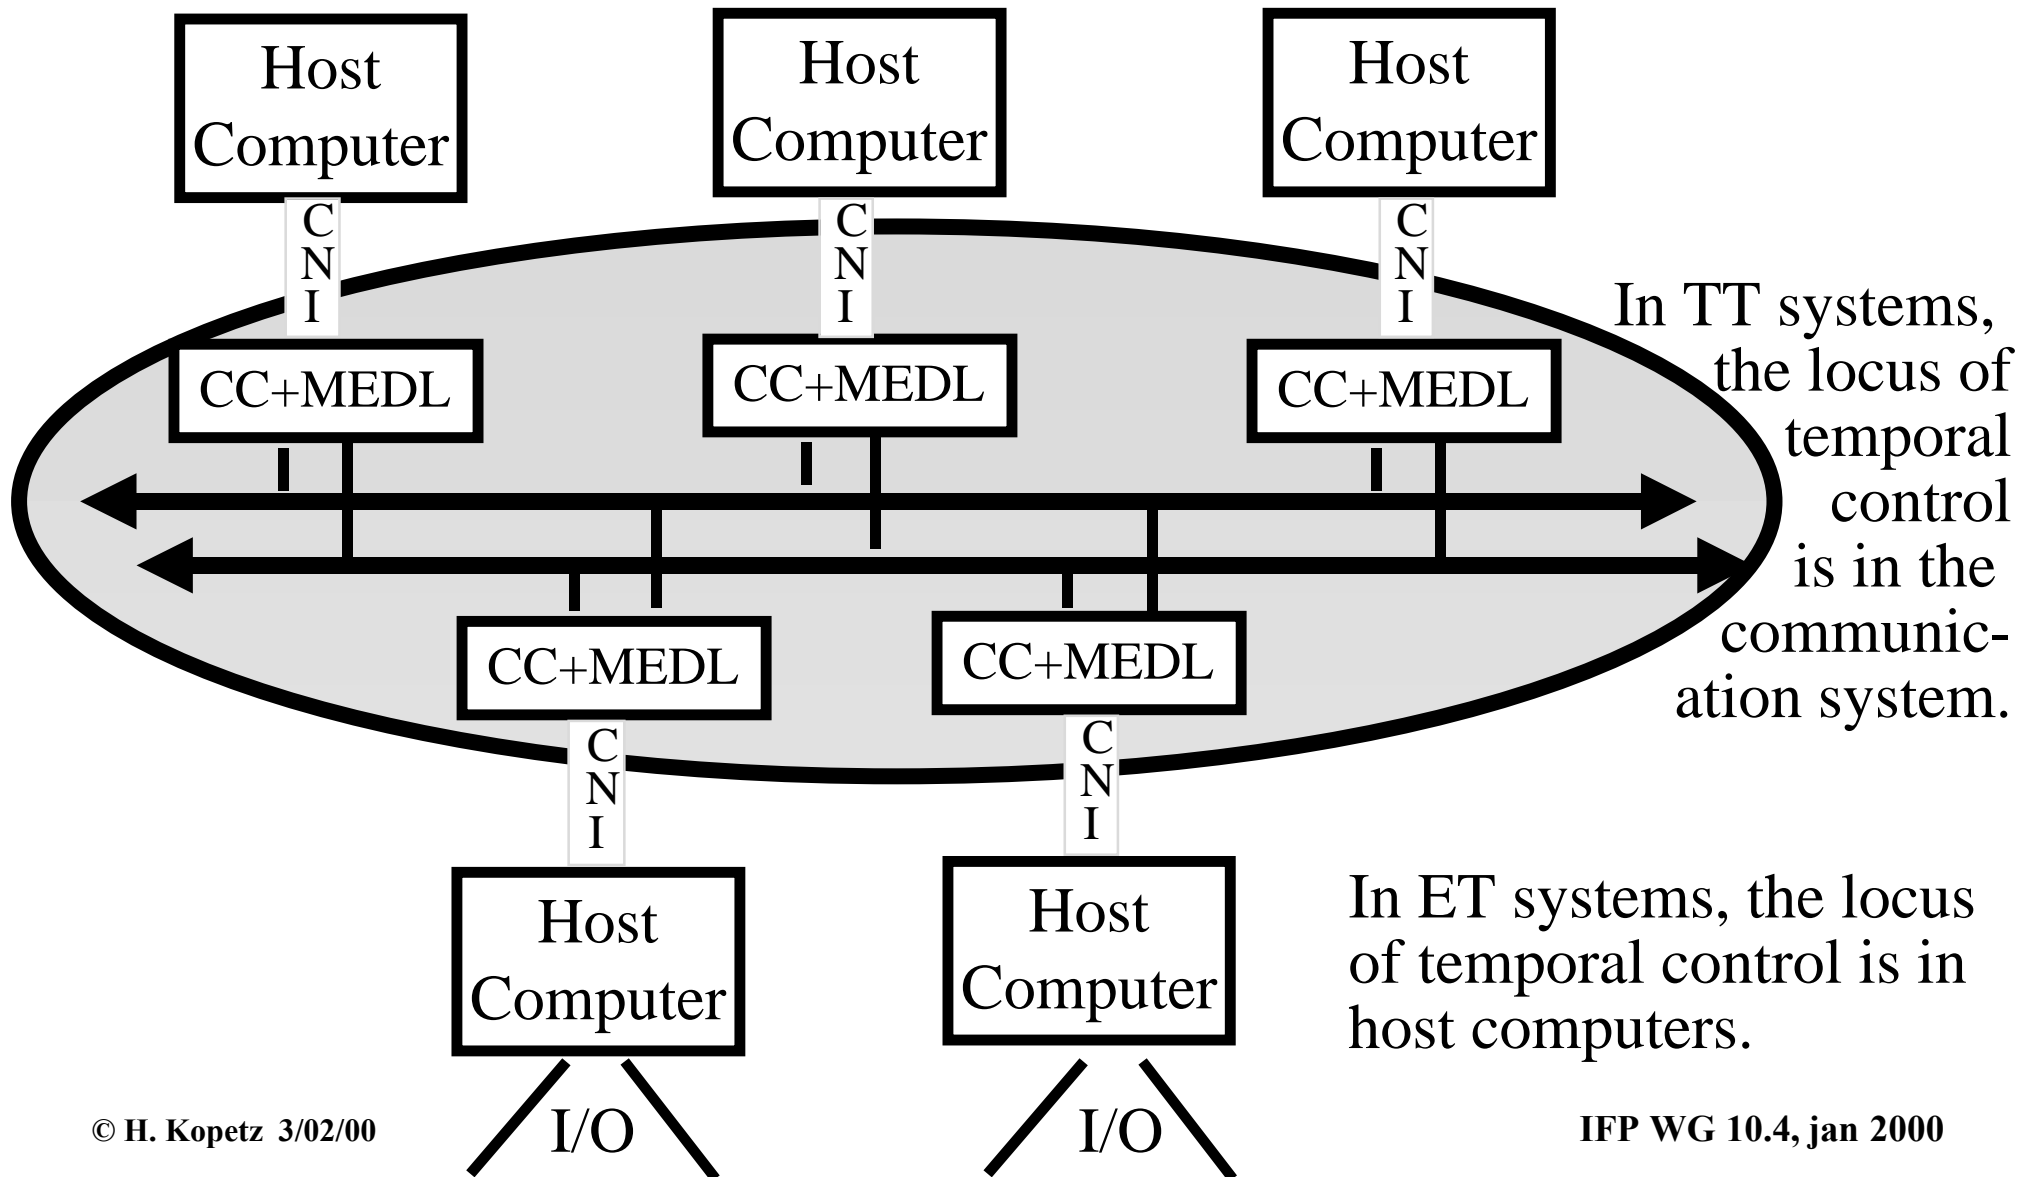 Host
Computer
Host
Computer
Host
Computer
C
N
I
C
N
I
C
N
I
CC+MEDL
CC+MEDL
CC+MEDL
In TT systems,
the locus of
temporal
control
is in the
communic-
ation system.
CC+MEDL
CC+MEDL
C
N
I
C
N
I
Host
Computer
Host
Computer
In ET systems, the locus
of temporal control is in
host computers.
I/O
I/O
© H. Kopetz 3/02/00
IFP WG 10.4, jan 2000